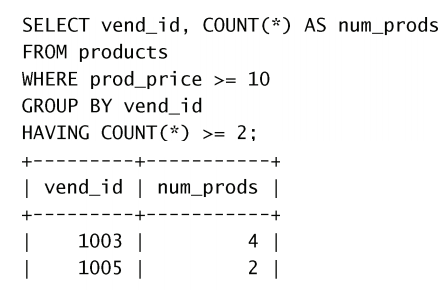 SELECT vend_id, COUNT(*) AS num_prods
FROM products
WHERE prod_price >= 10
GROUP BY vend_id
HAVING COUNT(*) >= 2;
+---------+-----------+
| vend_id | num_prods |
+---------+-----------+
|    1003 |         4 |
|    1005 |         2 |